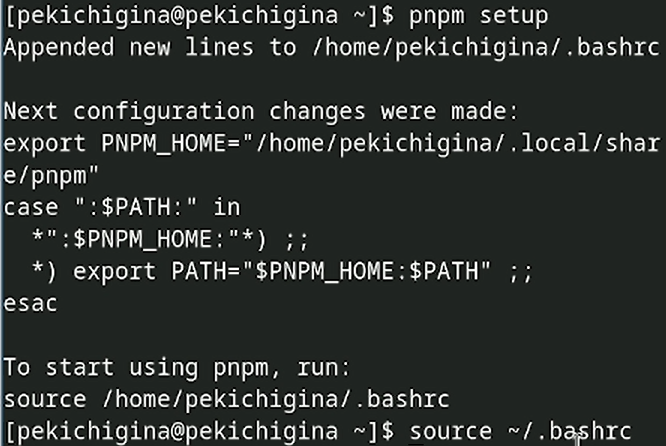 [pekichigina@pekichigina ~]$ pnpm setup
Appended new lines to /home/pekichigina/.bashrc

Next configuration changes were made:
export PNPM_HOME="/home/pekichigina/.local/shar
e/pnpm"
case ":$PATH:" in
  *":$PNPM_HOME:"*) ;;
  *) export PATH="$PNPM_HOME:$PATH" ;;
esac

To start using pnpm, run:
source /home/pekichigina/.bashrc
[pekichigina@pekichigina ~]$ source ~/.bashrc